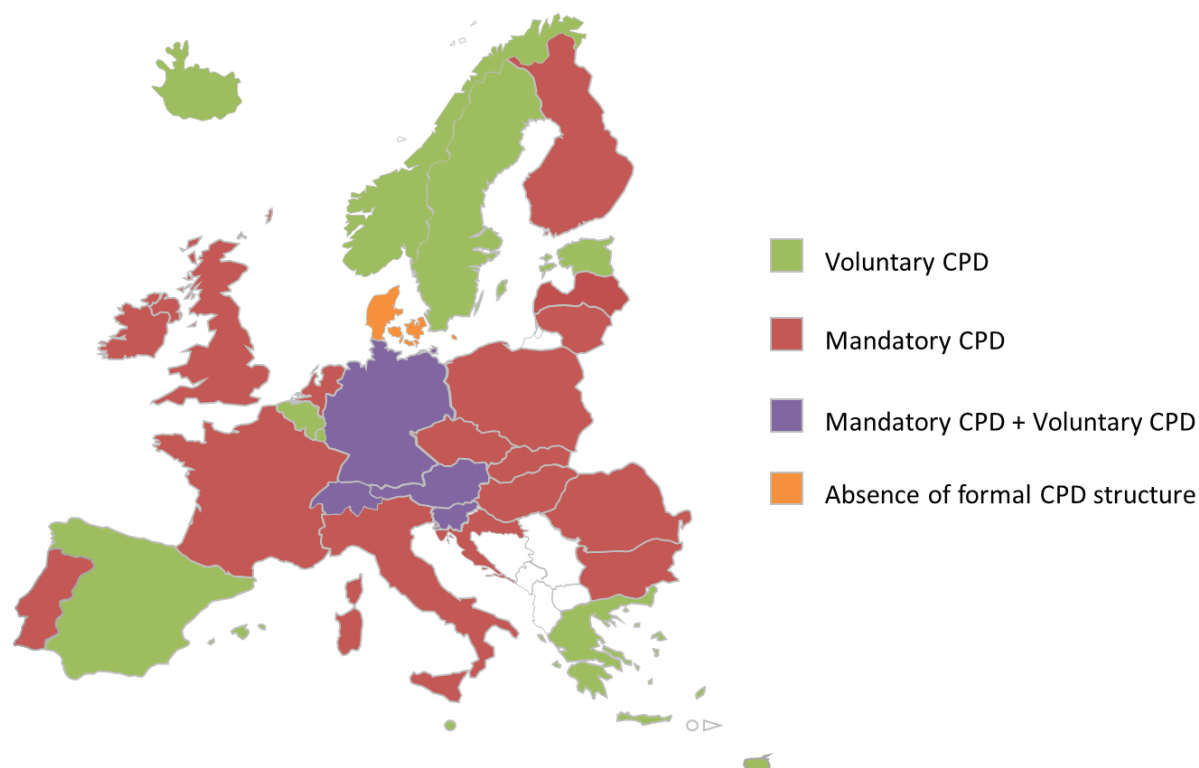 Voluntary CPD
Mandatory CPD
Mandatory CPD + Voluntary CPD
Absence of formal CPD structure